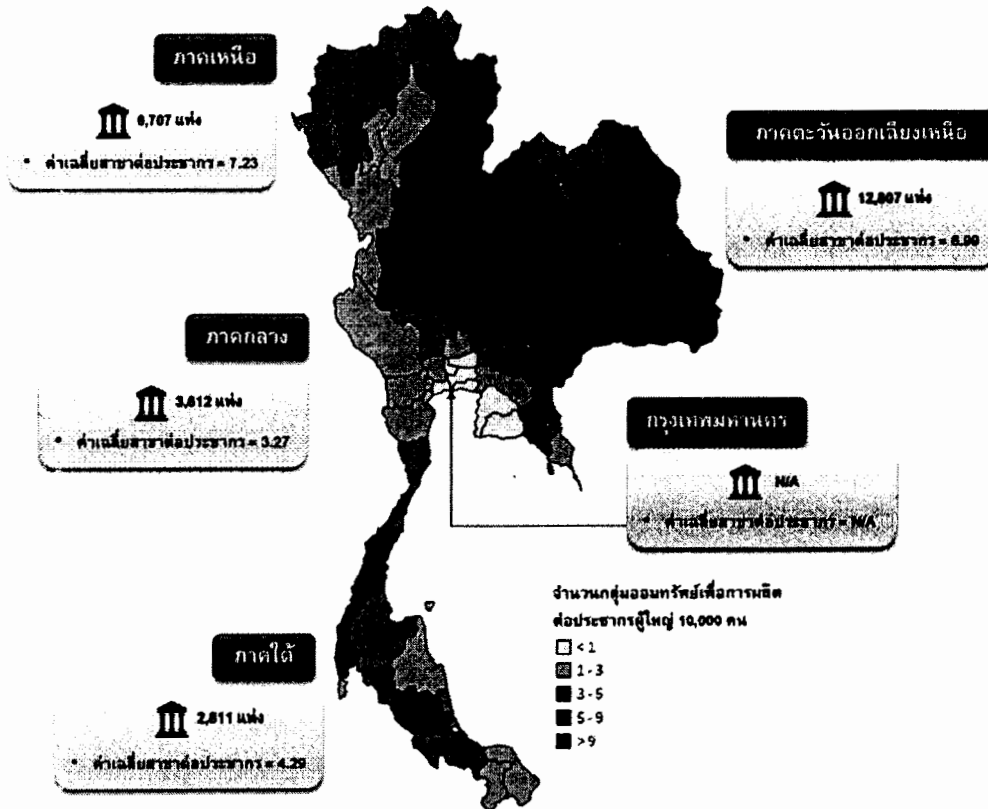 ภาคเหนือ
6,707 แห่ง
• ค่าเฉลี่ยสาขาต่อประชากร = 7.23
ภาคตะวันออกเฉียงเหนือ
12,807 แห่ง
• ค่าเฉลี่ยสาขาต่อประชากร =
ภาคกลาง
3,612 แห่ง
• ค่าเฉลี่ยสาขาต่อประชากร = 3.27
กรุงเทพมหานคร
N/A
• ค่าเฉลี่ยสาขาต่อประชากร = N/A
จำนวนกลุ่มออมทรัพย์เพื่อการผลิต
ต่อประชากรผู้ใหญ่ 10,000 คน
< 1
1 - 3
3 - 5
5 - 9
>9
ภาคใต้
2,811 แห่ง
• ค่าเฉลี่ยสาขาต่อประชากร = 4.29